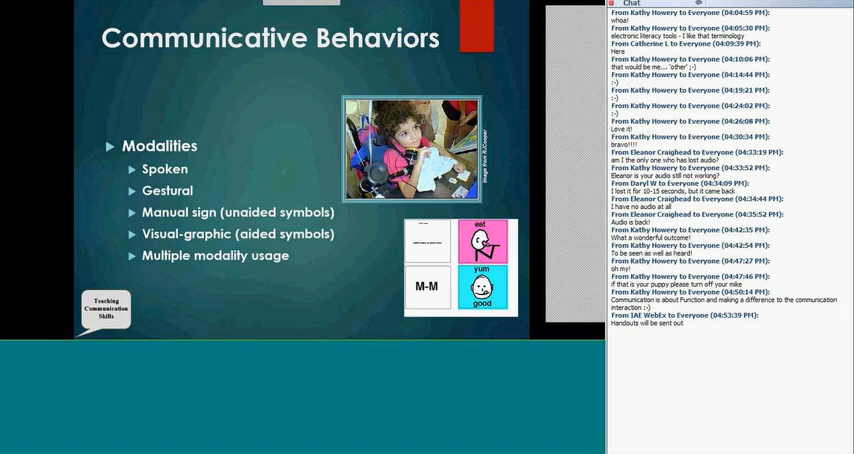 Communicative Behaviors
Modalities
Spoken
Gestural
Manual sign (unaided symbols)
Visual-graphic (aided symbols)
Multiple modality usage
Image from RJCooper
eat
M-M
yum
good
Teaching
Communication
Skills
Chat
From Kathy Howery to Everyone (04:04:59 PM):
whoa!
From Kathy Howery to Everyone (04:05:30 PM):
electronic literacy tools - I like that terminology
From Catherine L to Everyone (04:09:39 PM):
Here
From Kathy Howery to Everyone (04:10:06 PM):
that would be me... 'other' ;-)
From Kathy Howery to Everyone (04:14:44 PM):
:-)
From Kathy Howery to Everyone (04:19:21 PM):
:-)
From Kathy Howery to Everyone (04:24:02 PM):
:-)
From Kathy Howery to Everyone (04:26:08 PM):
Love it!
From Kathy Howery to Everyone (04:30:34 PM):
bravo!!!!
From Eleanor Craighead to Everyone (04:33:19 PM):
am I the only one who has lost audio?
From Kathy Howery to Everyone (04:33:52 PM):
Eleanor is your audio still not working?
From Daryl W to Everyone (04:34:09 PM):
I lost it for 10-15 seconds, but it came back
From Eleanor Craighead to Everyone (04:34:44 PM):
I have no audio at all
From Eleanor Craighead to Everyone (04:35:52 PM):
Audio is back!
From Kathy Howery to Everyone (04:42:35 PM):
What a wonderful outcome!
From Kathy Howery to Everyone (04:42:54 PM):
To be seen as well as heard!
From Kathy Howery to Everyone (04:47:27 PM):
oh my!
From Kathy Howery to Everyone (04:47:46 PM):
if that is your puppy please turn off your mike
From Kathy Howery to Everyone (04:50:14 PM):
Communication is about Function and making a difference to the communication
interaction :-)
From IAE WebEx to Everyone (04:53:39 PM):
Handouts will be sent out